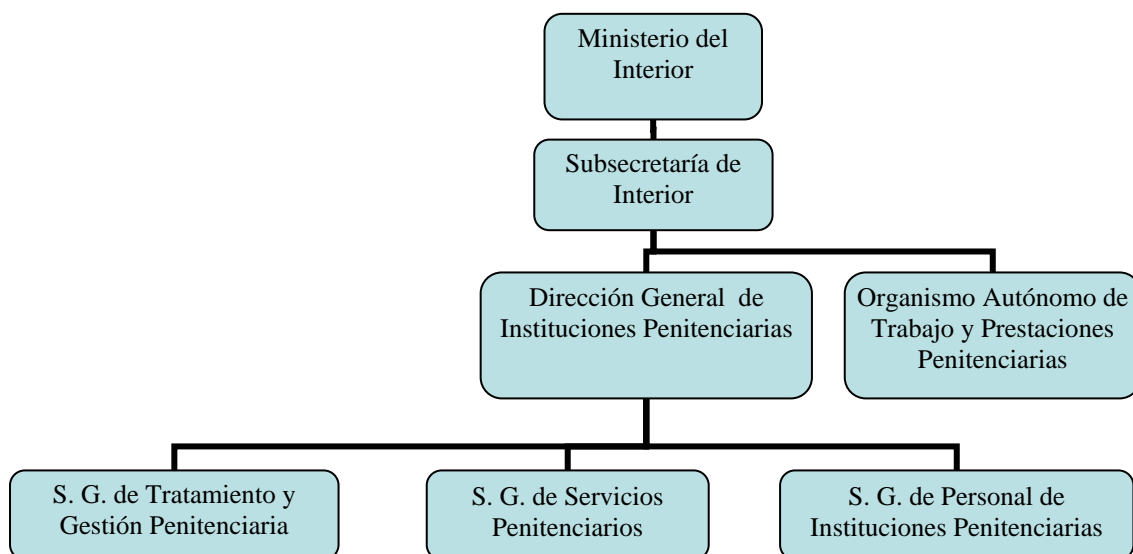 Ministerio del
Interior
Subsecretaría de
Interior
Dirección General de
Instituciones Penitenciarias
Organismo Autónomo de
Trabajo y Prestaciones
Penitenciarias
S. G. de Tratamiento y
Gestión Penitenciaria
S. G. de Servicios
Penitenciarios
S. G. de Personal de
Instituciones Penitenciarias